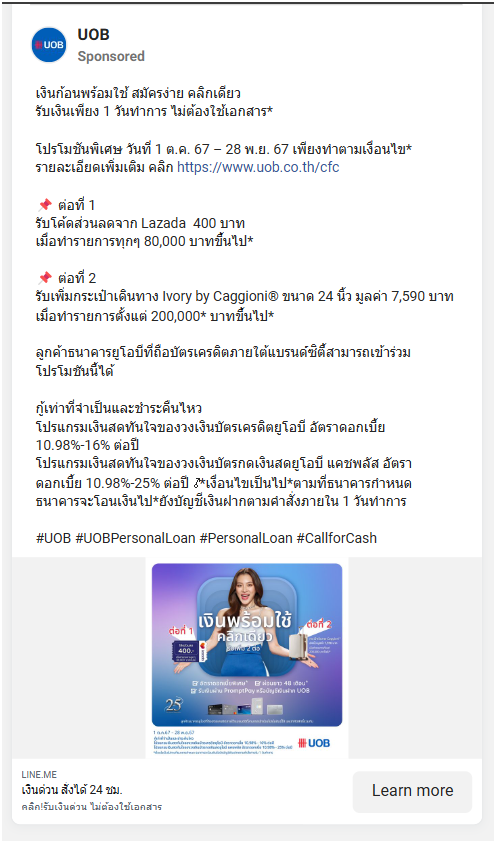 UOB
UOB
Sponsored
เงินก้อนพร้อมใช้ สมัครง่าย คลิกเดียว
รับเงินเพียง 1 วันทำการ ไม่ต้องใช้เอกสาร*
โปรโมชันพิเศษ วันที่ 1 ต.ค. 67 – 28 พ.ย. 67 เพียงทำตามเงื่อนไข*
รายละเอียดเพิ่มเติม คลิก https://www.uob.co.th/cfc
📌 ต่อที่ 1
รับโค้ดส่วนลดจาก Lazada 400 บาท
เมื่อทำรายการทุกๆ 80,000 บาทขึ้นไป*
📌 ต่อที่ 2
รับเพิ่มกระเป๋าเดินทาง Ivory by Caggioni® ขนาด 24 นิ้ว มูลค่า 7,590 บาท
เมื่อทำรายการตั้งแต่ 200,000* บาทขึ้นไป*
ลูกค้าธนาคารยูโอบีที่ถือบัตรเครดิตภายใต้แบรนด์ซิตี้สามารถเข้าร่วม
โปรโมชันนี้ได้
กู้เท่าที่จำเป็นและชำระคืนไหว
โปรแกรมเงินสดทันใจของวงเงินบัตรเครดิตยูโอบี อัตราดอกเบี้ย
10.98%-16% ต่อปี
โปรแกรมเงินสดทันใจของวงเงินบัตรกดเงินสดยูโอบี แคชพลัส อัตรา
ดอกเบี้ย 10.98%-25% ต่อปี *เงื่อนไขเป็นไป*ตามที่ธนาคารกำหนด
ธนาคารจะโอนเงินไป*ยังบัญชีเงินฝากตามคำสั่งภายใน 1 วันทำการ
#UOB #UOBPersonalLoan #PersonalLoan #CallforCash
เงินพร้อมใช้
คลิกเดียว
ต่อที่ 1
ต่อที่ 2
400.-
25
UOB
LINE.ME
เงินด่วน สั่งได้ 24 ชม.
คลิก!รับเงินด่วน ไม่ต้องใช้เอกสาร
Learn more